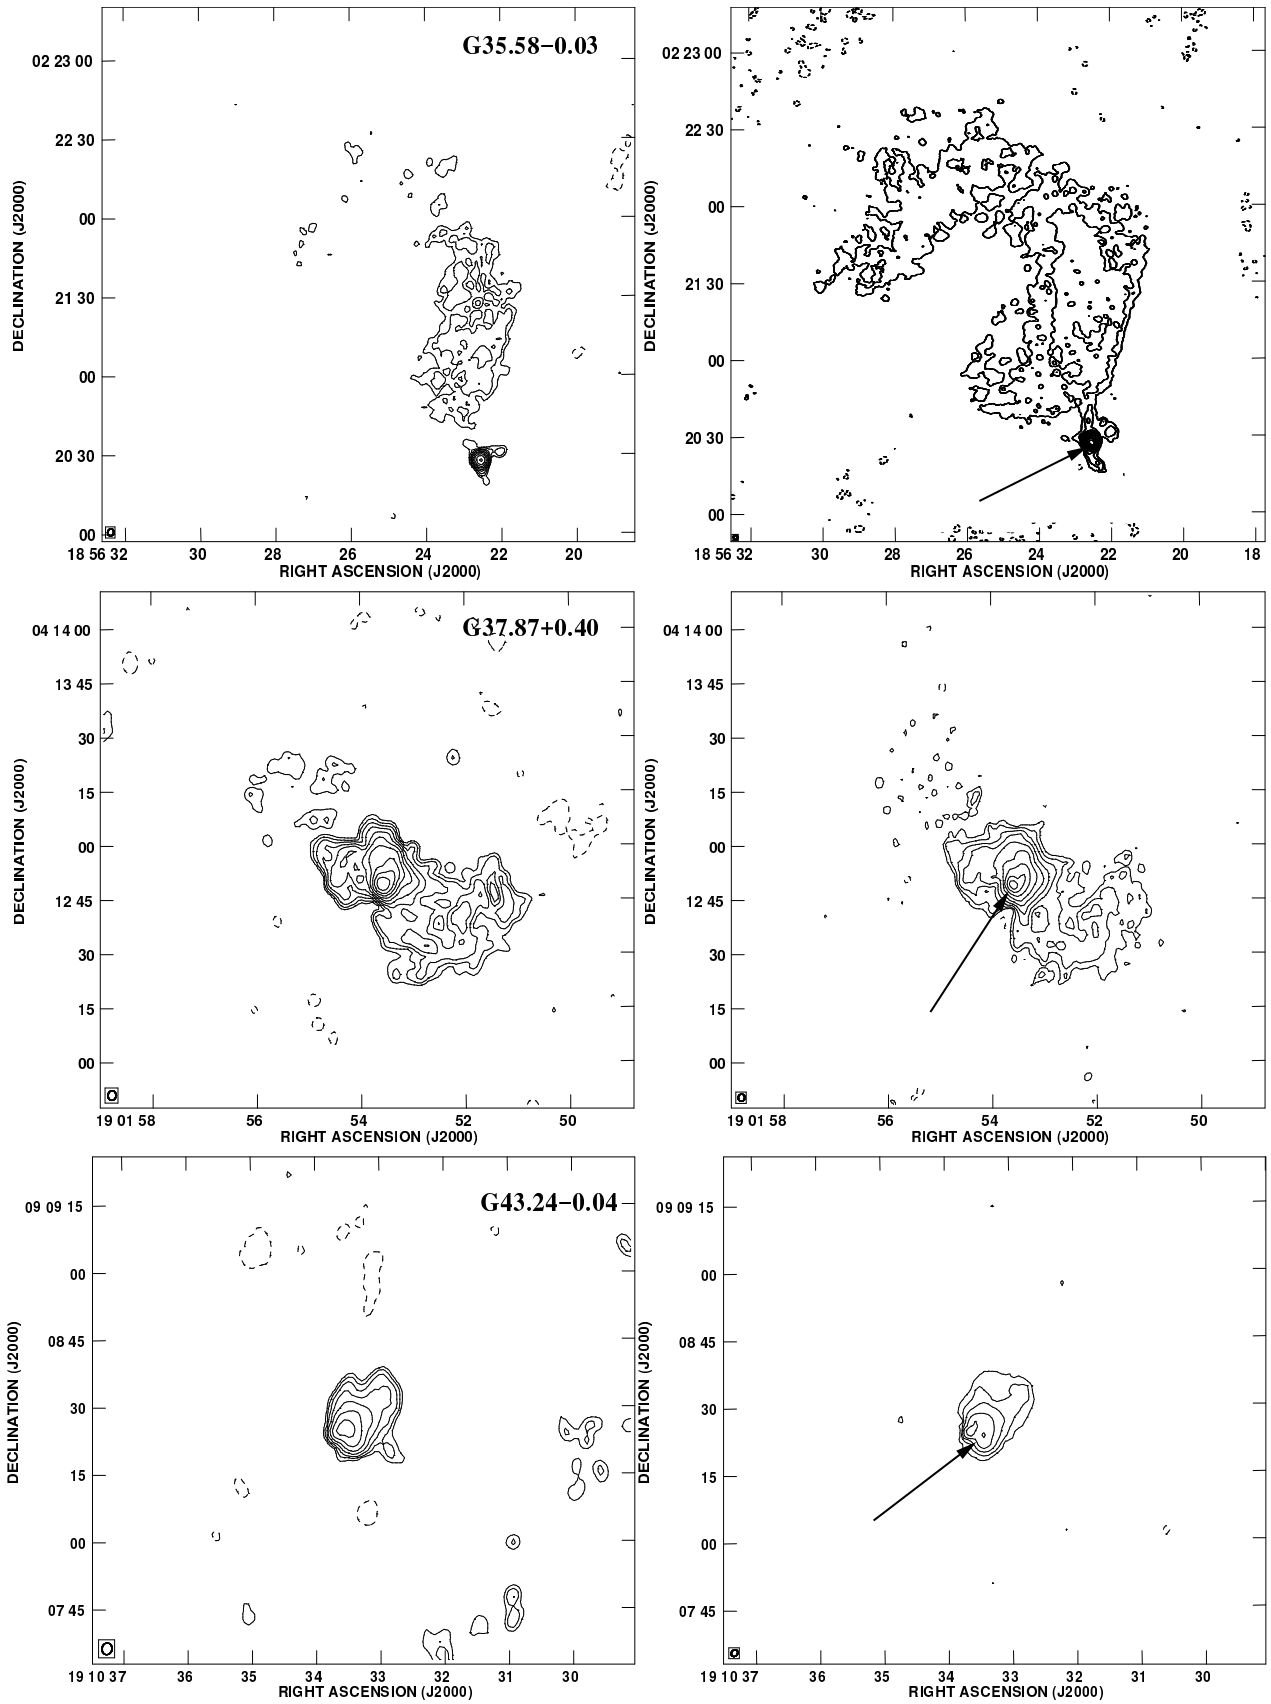 G35.58−0.03
02 23 00
22 30
00
21 30
00
20 30
00
18 56 32 30 28 26 24 22 20
RIGHT ASCENSION (J2000)
DECLINATION (J2000)
02 23 00
22 30
00
21 30
00
20 30
00
18 56 32 30 28 26 24 22 20 18
RIGHT ASCENSION (J2000)
DECLINATION (J2000)
G37.87+0.40
04 14 00
13 45
30
15
00
12 45
30
15
00
19 01 58 56 54 52 50
RIGHT ASCENSION (J2000)
DECLINATION (J2000)
04 14 00
13 45
30
15
00
12 45
30
15
00
19 01 58 56 54 52 50
RIGHT ASCENSION (J2000)
DECLINATION (J2000)
G43.24−0.04
09 09 15
00
08 45
30
15
00
07 45
19 10 37 36 35 34 33 32 31 30
RIGHT ASCENSION (J2000)
DECLINATION (J2000)
09 09 15
00
08 45
30
15
00
07 45
19 10 37 36 35 34 33 32 31 30
RIGHT ASCENSION (J2000)
DECLINATION (J2000)